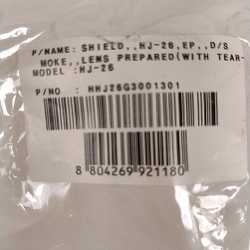 P/NAME: SHIELD,,HJ-26,EP,,D/S
MOKE,,LENS PREPARED(WITH TEAR-
MODEL :HJ-26
P/NO : HHJ26G3001301
8 804269 921180